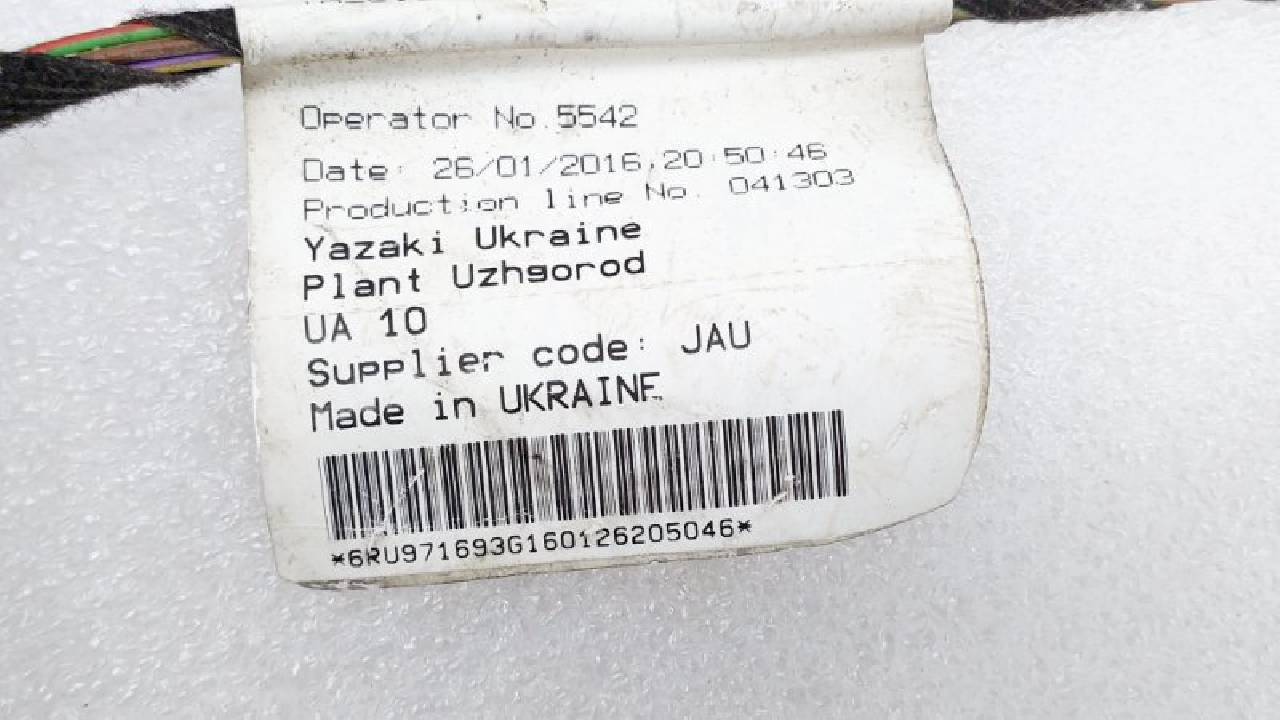 Operator No.5542
Date: 26/01/2016,20:50:46
Production line No. 041303
Yazaki Ukraine
Plant Uzhgorod
UA 10
Supplier code: JAU
Made in UKRAINE
*6RU971693G160126205046*